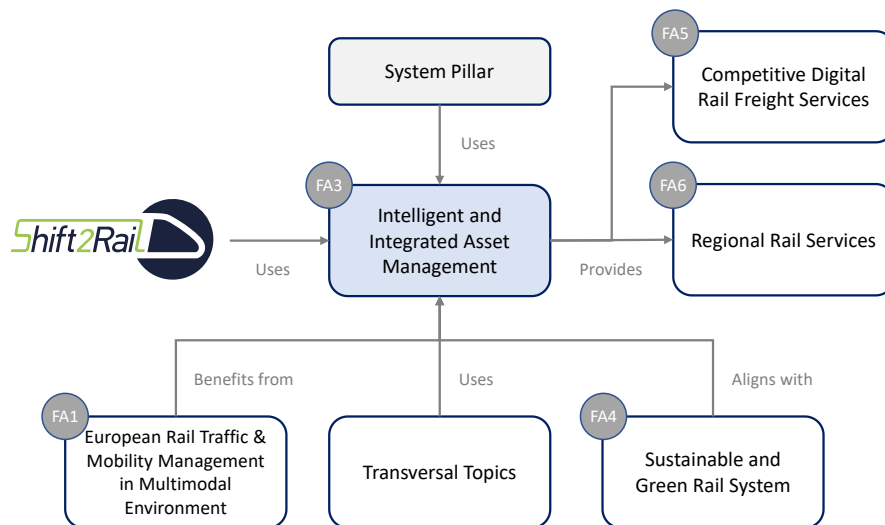 System Pillar
FA5
Competitive Digital
Rail Freight Services
Uses
FA3
Intelligent and
Integrated Asset
Management
FA6
Regional Rail Services
Shift2Rail
Uses
Provides
Benefits from
Uses
Aligns with
FA1
European Rail Traffic &
Mobility Management
in Multimodal
Environment
Transversal Topics
FA4
Sustainable and
Green Rail System